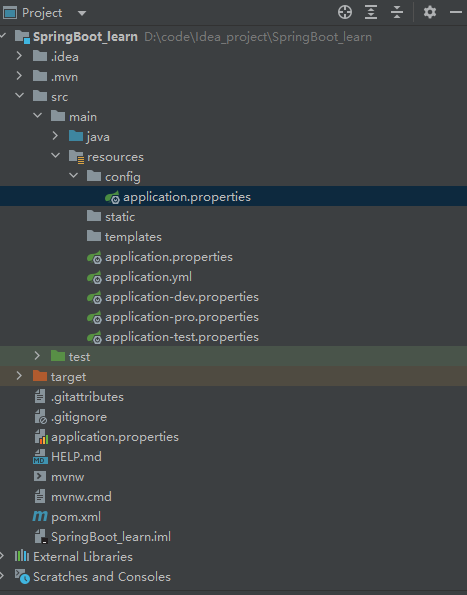 Project
SpringBoot_learn D:\code\Idea_project\SpringBoot_learn
.idea
.mvn
src
main
java
resources
config
application.properties
static
templates
application.properties
application.yml
application-dev.properties
application-pro.properties
application-test.properties
test
target
.gitattributes
.gitignore
application.properties
HELP.md
mvnw
mvnw.cmd
pom.xml
SpringBoot_learn.iml
External Libraries
Scratches and Consoles